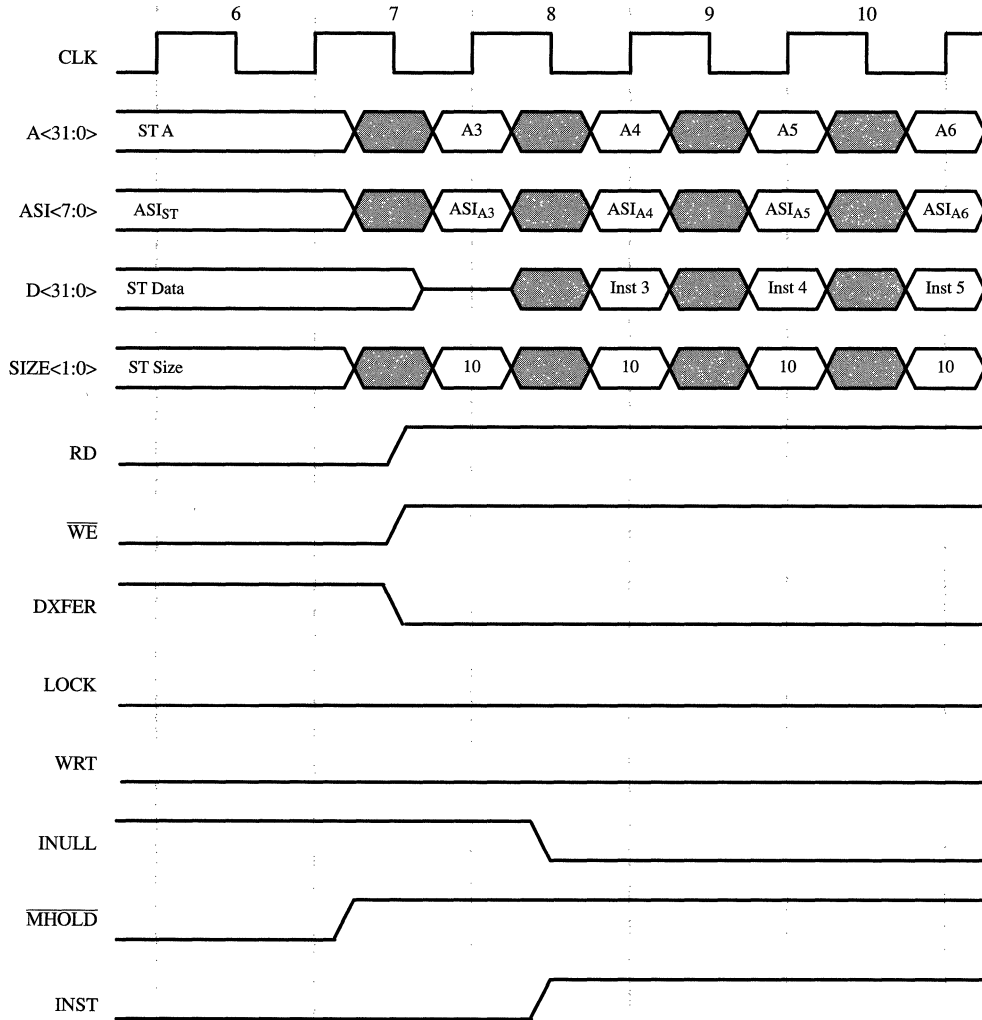 6 7 8 9 10
CLK
A<31:0> ST A A3 A4 A5 A6
ASI<7:0> ASIST ASIA3 ASIA4 ASIA5 ASIA6
D<31:0> ST Data Inst 3 Inst 4 Inst 5
SIZE<1:0> ST Size 10 10 10 10
RD
WE
DXFER
LOCK
WRT
INULL
MHOLD
INST